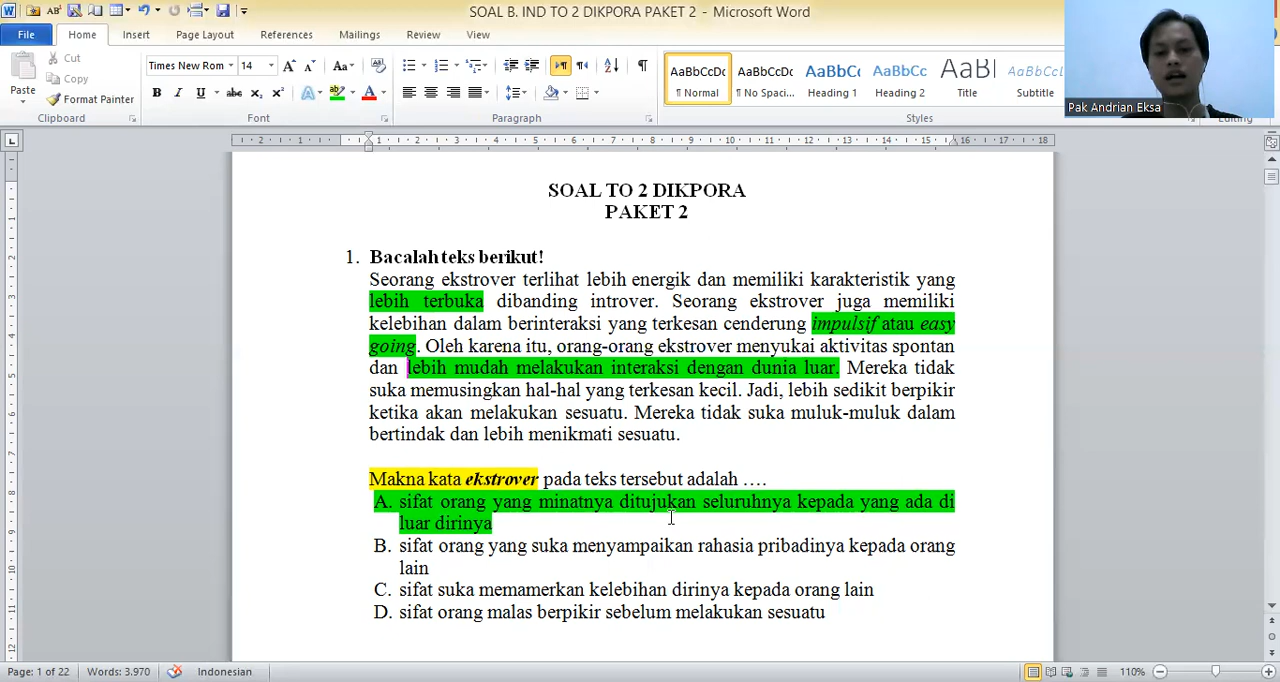 SOAL B. IND TO 2 DIKPORA PAKET 2 - Microsoft Word
File Home Insert Page Layout References Mailings Review View
Cut
Copy
Format Painter
Paste
Clipboard
Times New Rom 14
Font
Paragraph
AaBbCcDc AaBbCcDc AaBbCc AaBbCc AaBl AaBbCcL
¶ Normal ¶ No Spaci... Heading 1 Heading 2 Title Subtitle
Styles
Editing
Pak Andrian Eksa
SOAL TO 2 DIKPORA
PAKET 2
1. Bacalah teks berikut!
Seorang ekstrover terlihat lebih energik dan memiliki karakteristik yang
lebih terbuka dibanding introver. Seorang ekstrover juga memiliki
kelebihan dalam berinteraksi yang terkesan cenderung impulsif atau easy
going. Oleh karena itu, orang-orang ekstrover menyukai aktivitas spontan
dan lebih mudah melakukan interaksi dengan dunia luar. Mereka tidak
suka memusingkan hal-hal yang terkesan kecil. Jadi, lebih sedikit berpikir
ketika akan melakukan sesuatu. Mereka tidak suka muluk-muluk dalam
bertindak dan lebih menikmati sesuatu.
Makna kata ekstrover pada teks tersebut adalah ….
A. sifat orang yang minatnya ditujukan seluruhnya kepada yang ada di
luar dirinya
B. sifat orang yang suka menyampaikan rahasia pribadinya kepada orang
lain
C. sifat suka memamerkan kelebihan dirinya kepada orang lain
D. sifat orang malas berpikir sebelum melakukan sesuatu
Page: 1 of 22 Words: 3.970 Indonesian 110%